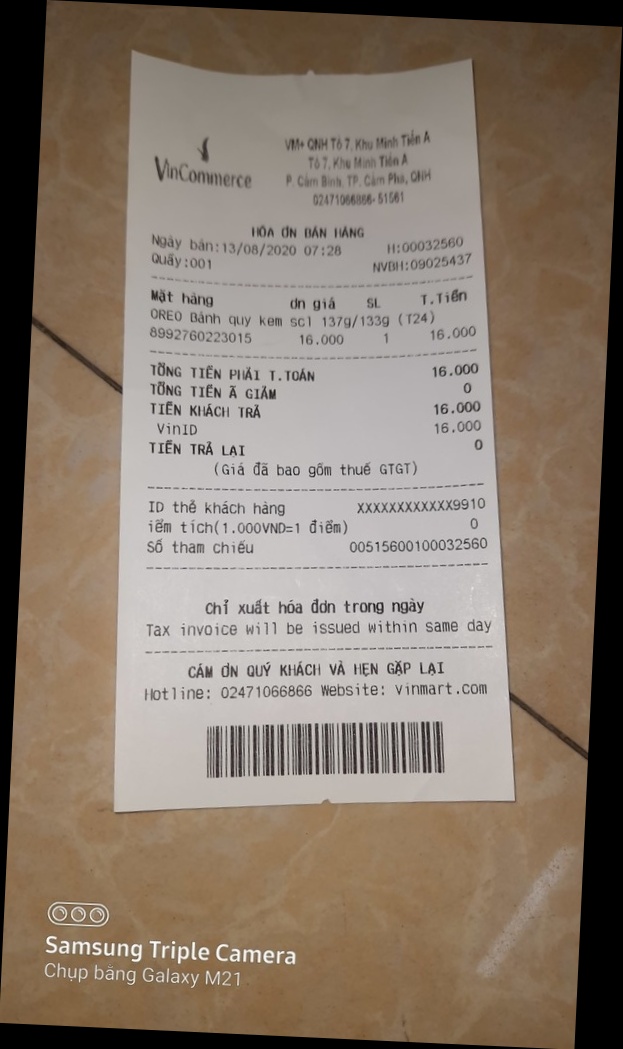 VinCommerce
VM+ QNH Tổ 7, Khu Minh Tiến A
Tổ 7, Khu Minh Tiến A
P. Cẩm Bình, TP. Cẩm Phả, QNH
02471066866- 51561
HÓA ƠN BÁN HÀNG
Ngày bán:13/08/2020 07:28 H:00032560
Quầy:001 NVBH:09025437
Mặt hàng ơn giá SL T.Tiền
OREO Bánh quy kem scl 137g/133g (T24)
8992760223015 16.000 1 16.000
TỔNG TIỀN PHẢI T.TOÁN 16.000
TỔNG TIỀN Ã GIẢM 0
TIỀN KHÁCH TRẢ 16.000
VinID 16.000
TIỀN TRẢ LẠI 0
(Giá đã bao gồm thuế GTGT)
ID thẻ khách hàng XXXXXXXXXXXX9910
iểm tích(1.000VND=1 điểm) 0
Số tham chiếu 00515600100032560
Chỉ xuất hóa đơn trong ngày
Tax invoice will be issued within same day
CÁM ƠN QUÝ KHÁCH VÀ HẸN GẶP LẠI
Hotline: 02471066866 Website: vinmart.com
Samsung Triple Camera
Chụp bằng Galaxy M21